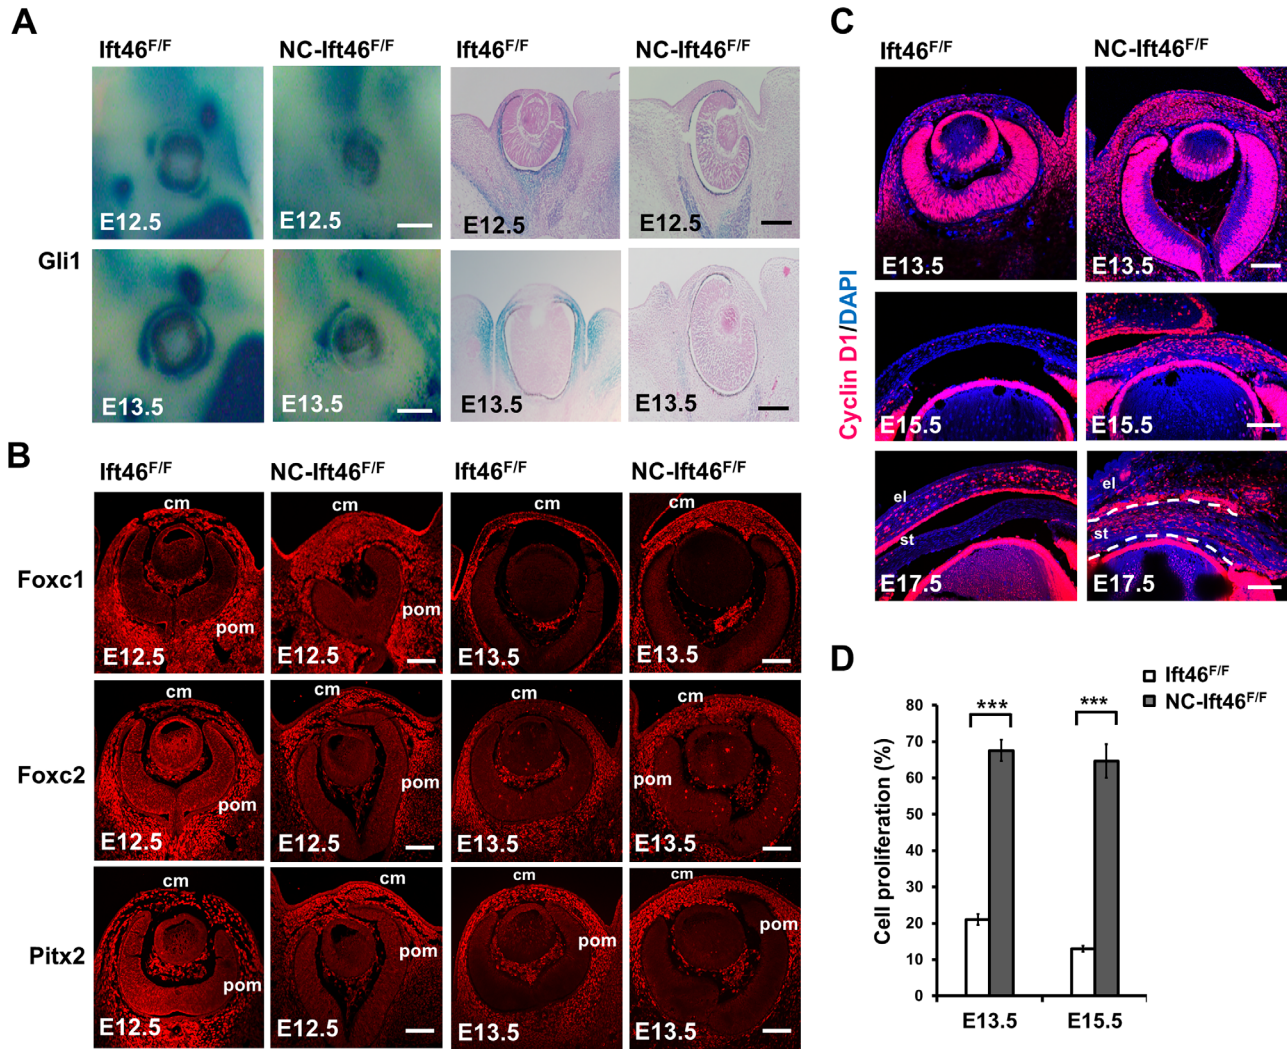 A
Ift46F/F NC-Ift46F/F Ift46F/F NC-Ift46F/F
E12.5 E12.5 E12.5 E12.5
Gli1
E13.5 E13.5 E13.5 E13.5
B
Ift46F/F NC-Ift46F/F Ift46F/F NC-Ift46F/F
cm cm cm cm
Foxc1
pom pom
E12.5 E12.5 E13.5 E13.5
cm cm cm cm
Foxc2
pom pom pom
E12.5 E12.5 E13.5 E13.5
cm cm cm cm
Pitx2
pom pom pom pom
E12.5 E12.5 E13.5 E13.5
C
Ift46F/F NC-Ift46F/F
Cyclin D1/DAPI
E13.5 E13.5
E15.5 E15.5
el el
st st
E17.5 E17.5
D
Ift46F/F
NC-Ift46F/F
Cell proliferation (%)
80
70
60
50
40
30
20
10
0
*** ***
E13.5 E15.5